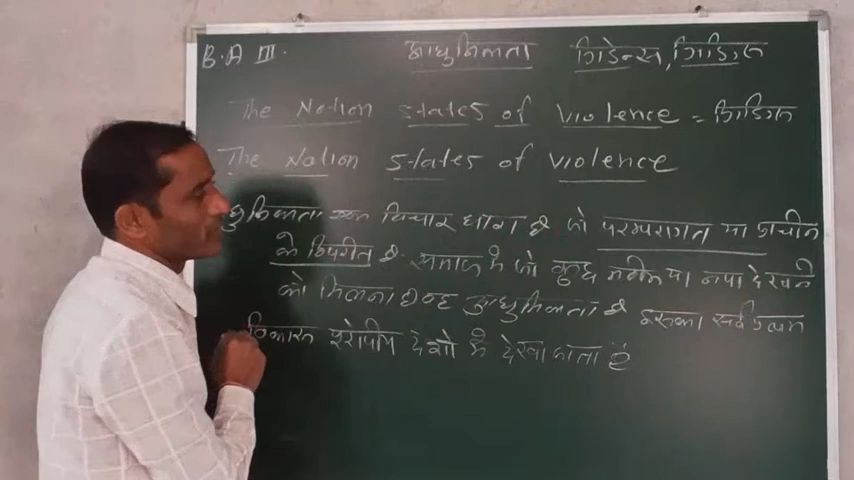 B.A III. आधुनिकता गिडेन्स, गिडिन्स
The Nation states of violence = गिडिन्स
The Nation states of violence
आधुनिकता एक विचार धारा है जो परम्परागत या प्राचीन
के विपरीत है. समाज मे जो कुछ नवीन या नया देखने
को मिलता है वह आधुनिकता है इसका सर्वप्रथम
विकास यूरोपीय देशों मे देखा जाता है